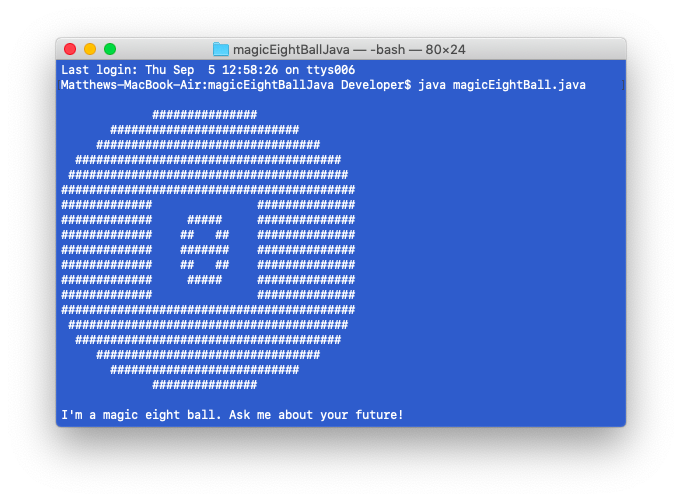 magicEightBallJava — -bash — 80×24
Last login: Thu Sep  5 12:58:26 on ttys006
Matthews-MacBook-Air:magicEightBallJava Developer$ java magicEightBall.java
             ###############
       ###########################
     ################################
  ######################################
 ########################################
##########################################
#############               ##############
#############     #####     ##############
#############    ##   ##    ##############
#############    #######    ##############
#############    ##   ##    ##############
#############     #####     ##############
#############               ##############
##########################################
 ########################################
  ######################################
     ################################
       ###########################
             ###############
I'm a magic eight ball. Ask me about your future!